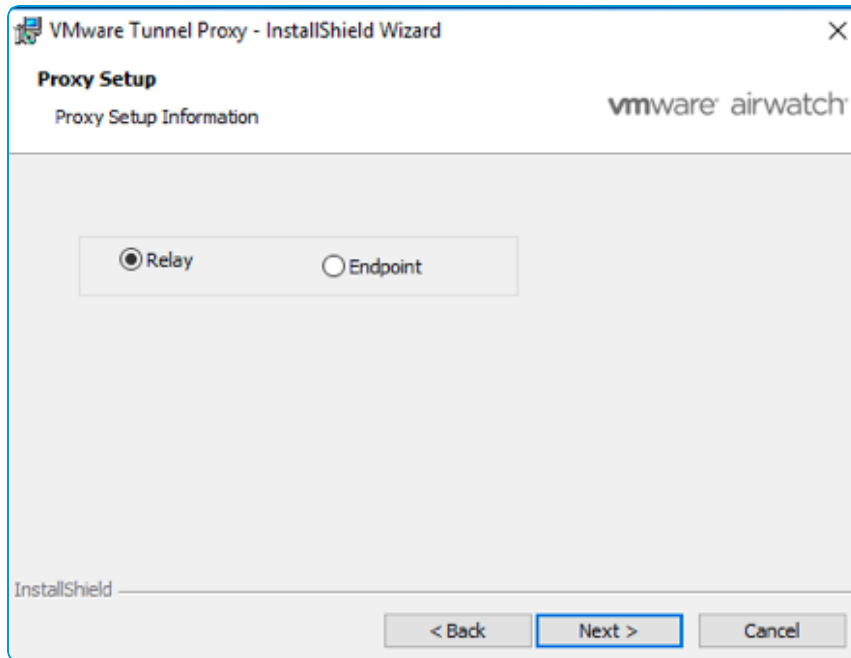 VMware Tunnel Proxy - InstallShield Wizard
Proxy Setup
Proxy Setup Information
vmware airwatch
Relay
Endpoint
InstallShield
< Back
Next >
Cancel